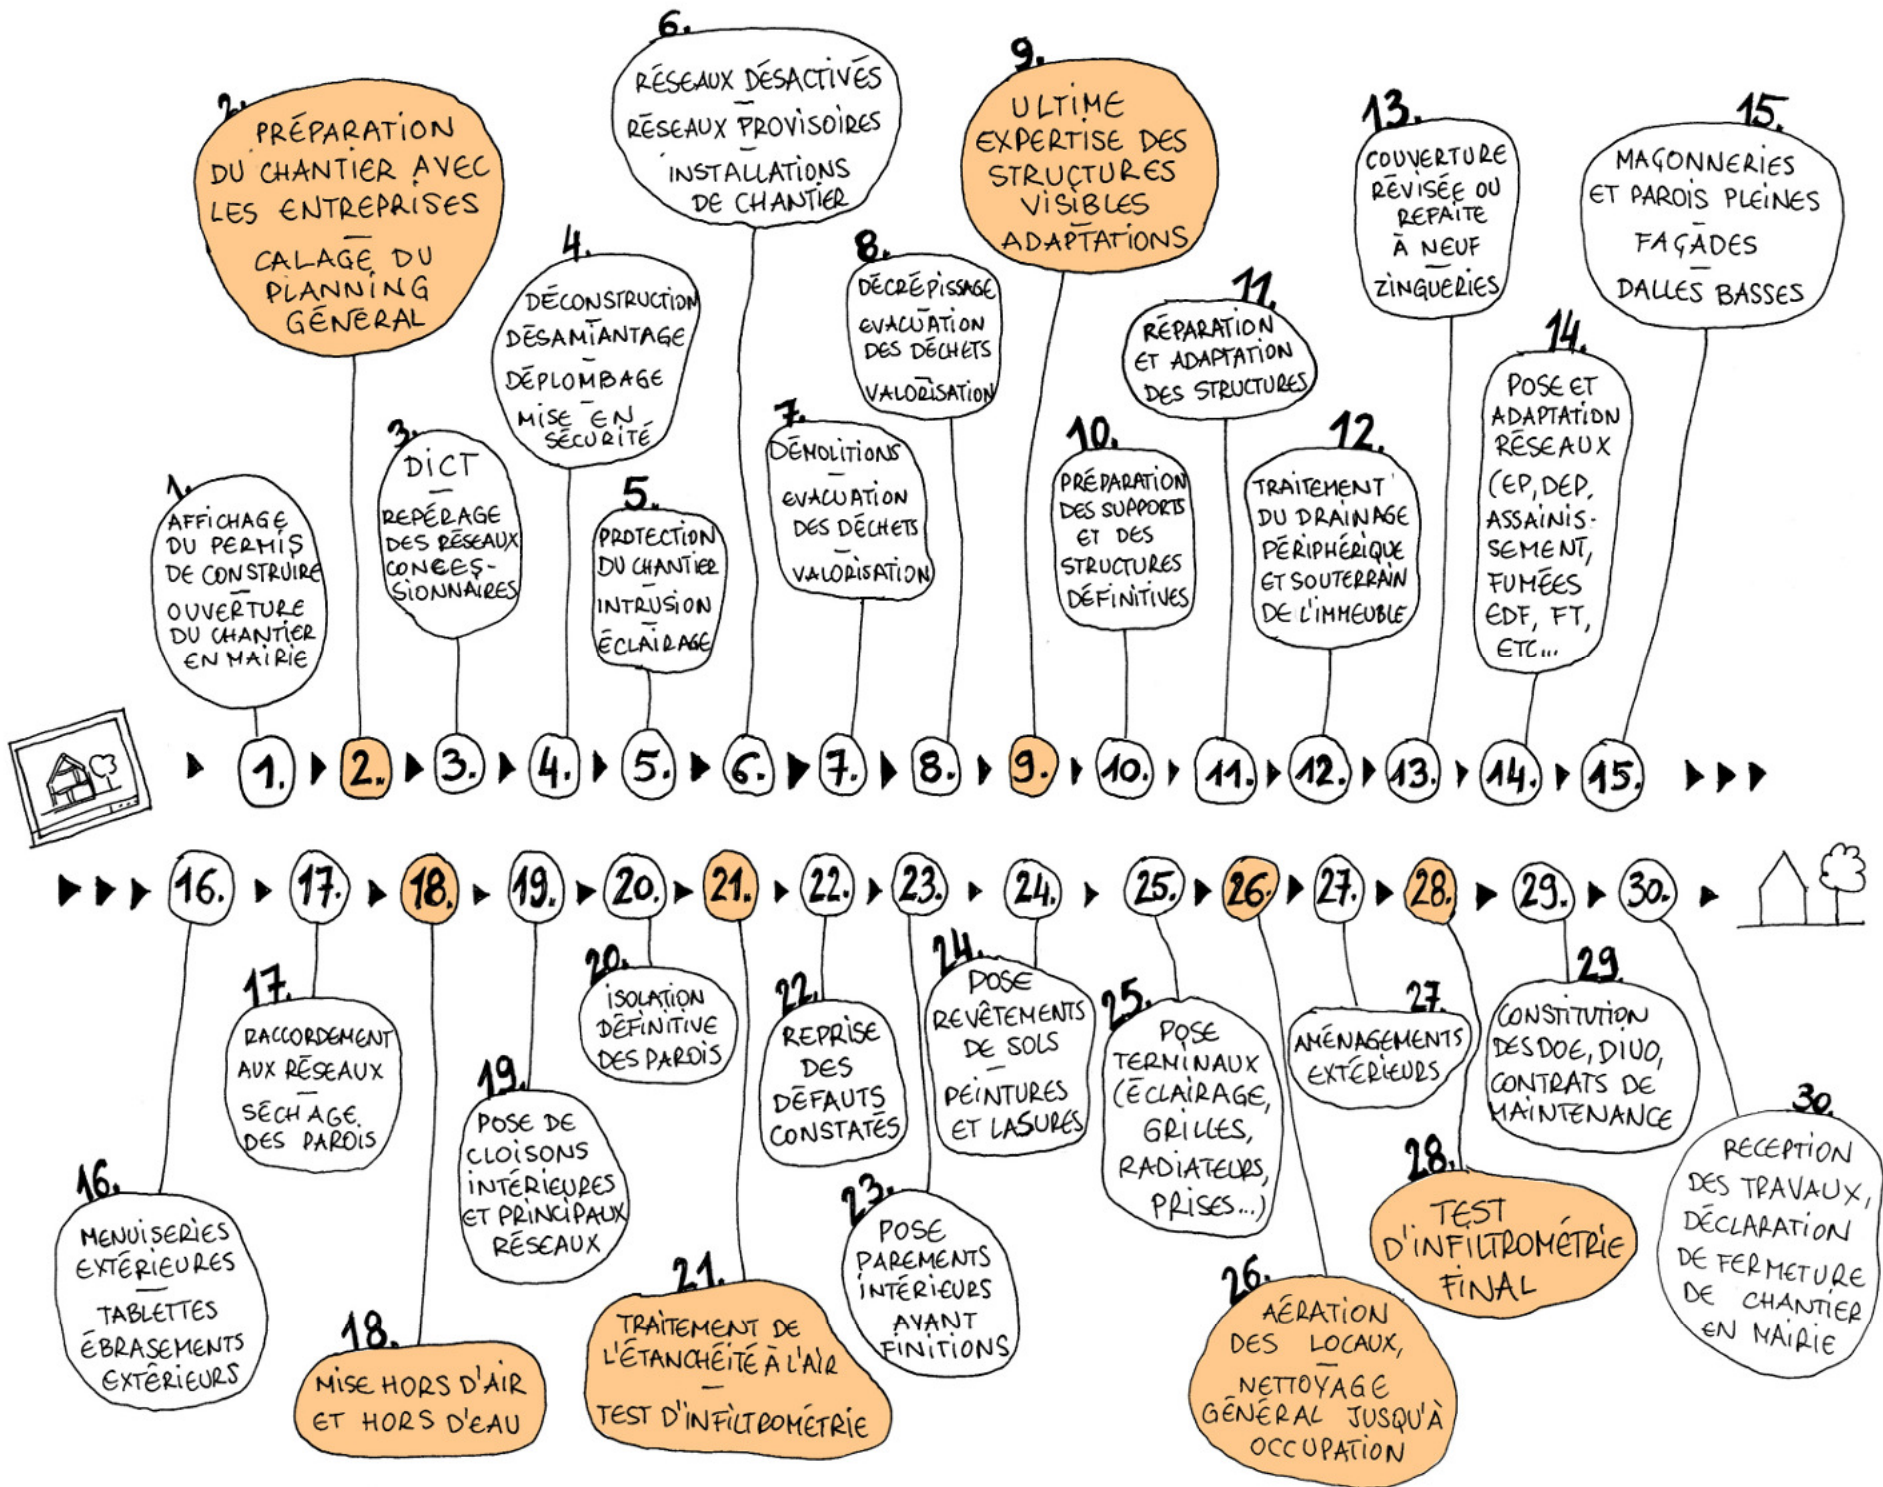 1.
AFFICHAGE
DU PERMIS
DE CONSTRUIRE
–
OUVERTURE
DU CHANTIER
EN MAIRIE
2.
PRÉPARATION
DU CHANTIER AVEC
LES ENTREPRISES
–
CALAGE DU
PLANNING
GÉNÉRAL
3.
DICT
–
REPÉRAGE
DES RÉSEAUX
CONCES-
SIONNAIRES
4.
DÉCONSTRUCTION
–
DÉSAMIANTAGE
–
DÉPLOMBAGE
–
MISE EN
SÉCURITÉ
5.
PROTECTION
DU CHANTIER
–
INTRUSION
–
ÉCLAIRAGE
6.
RÉSEAUX DÉSACTIVÉS
–
RÉSEAUX PROVISOIRES
–
INSTALLATIONS
DE CHANTIER
7.
DÉMOLITIONS
–
EVACUATION
DES DÉCHETS
–
VALORISATION
8.
DÉCRÉPISSAGE
–
EVACUATION
DES DÉCHETS
–
VALORISATION
9.
ULTIME
EXPERTISE DES
STRUCTURES
VISIBLES
–
ADAPTATIONS
10.
PRÉPARATION
DES SUPPORTS
ET DES
STRUCTURES
DÉFINITIVES
11.
RÉPARATION
ET ADAPTATION
DES STRUCTURES
12.
TRAITEMENT
DU DRAINAGE
PÉRIPHÉRIQUE
ET SOUTERRAIN
DE L'IMMEUBLE
13.
COUVERTURE
RÉVISÉE OU
REFAITE
À NEUF
–
ZINGUERIES
14.
POSE ET
ADAPTATION
RÉSEAUX
(EP, DEP,
ASSAINIS-
SEMENT,
FUMÉES
EDF, FT,
ETC...
15.
MAÇONNERIES
ET PAROIS PLEINES
–
FAÇADES
–
DALLES BASSES
1. 2. 3. 4. 5. 6. 7. 8. 9. 10. 11. 12. 13. 14. 15.
16. 17. 18. 19. 20. 21. 22. 23. 24. 25. 26. 27. 28. 29. 30.
16.
MENUISERIES
EXTÉRIEURES
–
TABLETTES
ÉBRASEMENTS
EXTÉRIEURS
17.
RACCORDEMENT
AUX RÉSEAUX
–
SÉCHAGE
DES PAROIS
18.
MISE HORS D'AIR
ET HORS D'EAU
19.
POSE DE
CLOISONS
INTÉRIEURES
ET PRINCIPAUX
RÉSEAUX
20.
ISOLATION
DÉFINITIVE
DES PAROIS
21.
TRAITEMENT DE
L'ÉTANCHÉITÉ À L'AIR
–
TEST D'INFILTROMÉTRIE
22.
REPRISE
DES
DÉFAUTS
CONSTATÉS
23.
POSE
PAREMENTS
INTÉRIEURS
AVANT
FINITIONS
24.
POSE
REVÊTEMENTS
DE SOLS
–
PEINTURES
ET LASURES
25.
POSE
TERMINAUX
(ÉCLAIRAGE,
GRILLES,
RADIATEURS,
PRISES...)
26.
AÉRATION
DES LOCAUX,
–
NETTOYAGE
GÉNÉRAL JUSQU'À
OCCUPATION
27.
AMÉNAGEMENTS
EXTÉRIEURS
28.
TEST
D'INFILTROMÉTRIE
FINAL
29.
CONSTITUTION
DES DOE, DIUO,
CONTRATS DE
MAINTENANCE
30.
RECEPTION
DES TRAVAUX,
DÉCLARATION
DE FERMETURE
DE CHANTIER
EN MAIRIE